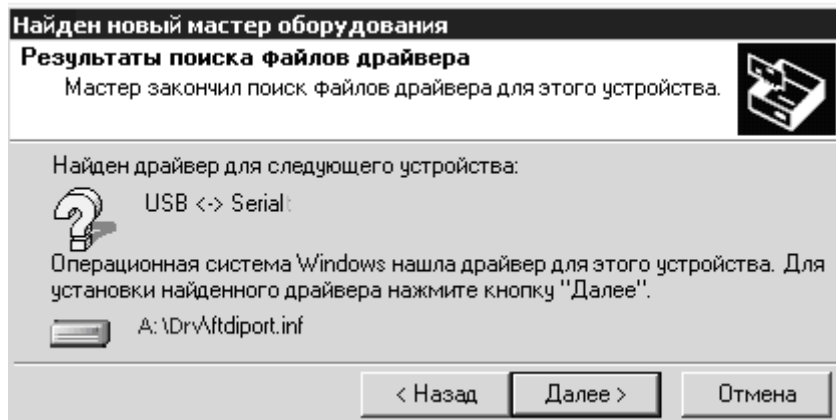 Найден новый мастер оборудования
Результаты поиска файлов драйвера
Мастер закончил поиск файлов драйвера для этого устройства.
Найден драйвер для следующего устройства:
USB <-> Serial
Операционная система Windows нашла драйвер для этого устройства. Для
установки найденного драйвера нажмите кнопку "Далее".
A:\Drv\ftdiport.inf
< Назад
Далее >
Отмена